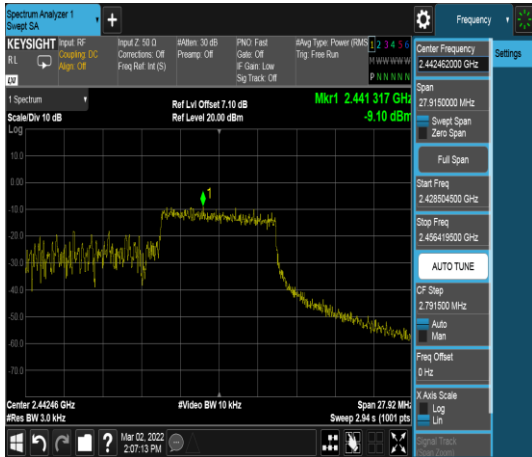 Spectrum Analyzer 1
Swept SA
Frequency
KEYSIGHT
Input: RF
Input Z: 50 Ω
#Atten: 30 dB
PNO: Fast
#Avg Type: Power (RMS
1 2 3 4 5 6
RL
Coupling: DC
Corrections: Off
Preamp: Off
Gate: Off
Trig: Free Run
Align: Off
Freq Ref: Int (S)
IF Gain: Low
M W W W W W
Sig Track: Off
P N N N N N
LXI
1 Spectrum
Ref Lvl Offset 7.10 dB
Mkr1 2.441 317 GHz
Scale/Div 10 dB
Ref Level 20.00 dBm
-9.10 dBm
Log
10.0
0.00
1
-10.0
-20.0
-30.0
-40.0
-50.0
-60.0
-70.0
Center 2.44246 GHz
#Video BW 10 kHz
Span 27.92 MHz
#Res BW 3.0 kHz
Sweep 2.94 s (1001 pts
Mar 02, 2022
2:07:13 PM
Center Frequency
2.442462000 GHz
Settings
Span
27.9150000 MHz
Swept Span
Zero Span
Full Span
Start Freq
2.428504500 GHz
Stop Freq
2.456419500 GHz
AUTO TUNE
CF Step
2.791500 MHz
Auto
Man
Freq Offset
0 Hz
X Axis Scale
Log
Lin
Signal Track
(Span Zoom)